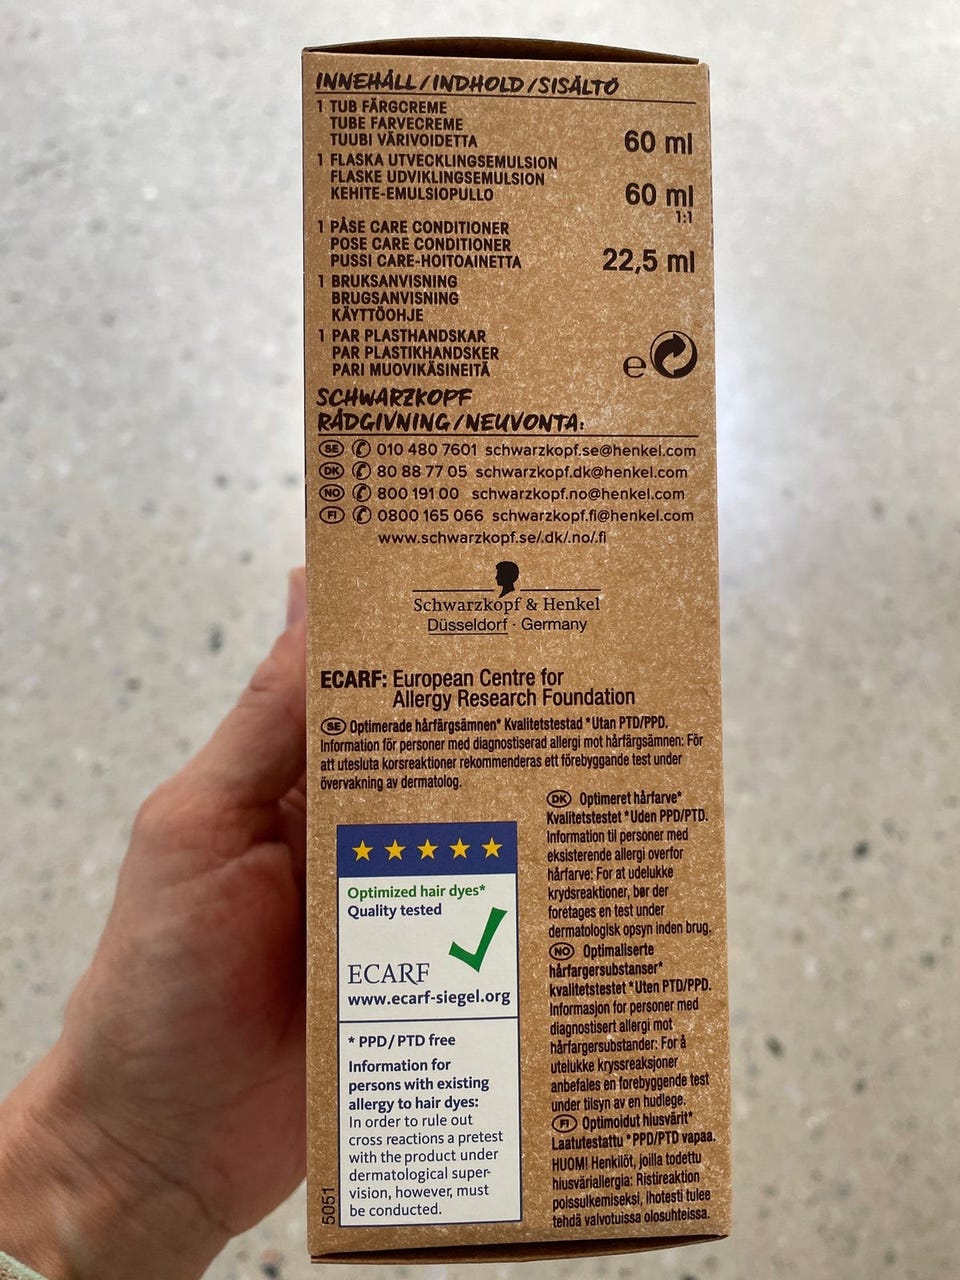 INNEHÅLL/INDHOLD/SISÄLTÖ
1 TUB FÄRGCREME
TUBE FARVECREME
TUUBI VÄRIVOIDETTA
60 ml
1 FLASKA UTVECKLINGSEMULSION
FLASKE UDVIKLINGSEMULSION
KEHITE-EMULSIOPULLO
60 ml
1:1
1 PÅSE CARE CONDITIONER
POSE CARE CONDITIONER
PUSSI CARE-HOITOAINETTA
22,5 ml
1 BRUKSANVISNING
BRUGSANVISNING
KÄYTTÖOHJE
1 PAR PLASTHANDSKAR
PAR PLASTIKHANDSKER
PARI MUOVIKÄSINEITÄ
e
SCHWARZKOPF
RÅDGIVNING/NEUVONTA:
SE 010 480 7601 schwarzkopf.se@henkel.com
DK 80 88 77 05 schwarzkopf.dk@henkel.com
NO 800 191 00 schwarzkopf.no@henkel.com
FI 0800 165 066 schwarzkopf.fi@henkel.com
www.schwarzkopf.se/.dk/.no/.fi
Schwarzkopf & Henkel
Düsseldorf · Germany
ECARF: European Centre for
Allergy Research Foundation
SE Optimerade hårfärgsämnen* Kvalitetstestad *Utan PTD/PPD.
Information för personer med diagnostiserad allergi mot hårfärgsämnen: För
att utesluta korsreaktioner rekommenderas ett förebyggande test under
övervakning av dermatolog.
Optimized hair dyes*
Quality tested
ECARF
www.ecarf-siegel.org
* PPD/PTD free
Information for
persons with existing
allergy to hair dyes:
In order to rule out
cross reactions a pretest
with the product under
dermatological super-
vision, however, must
be conducted.
5051
DK Optimeret hårfarve*
Kvalitetstestet *Uden PPD/PTD.
Information til personer med
eksisterende allergi overfor
hårfarve: For at udelukke
krydsreaktioner, bør der
foretages en test under
dermatologisk opsyn inden brug.
NO Optimaliserte
hårfargersubstanser*
kvalitetstestet *Uten PTD/PPD.
Informasjon for personer med
diagnostisert allergi mot
hårfargersubstander: For å
utelukke kryssreaksjoner
anbefales en forebyggende test
under tilsyn av en hudlege.
FI Optimoidut hiusvärit*
Laatutestattu *PPD/PTD vapaa.
HUOM! Henkilöt, joilla todettu
hiusväriallergia: Ristireaktion
poissulkemiseksi, ihotesti tulee
tehdä valvotuissa olosuhteissa.